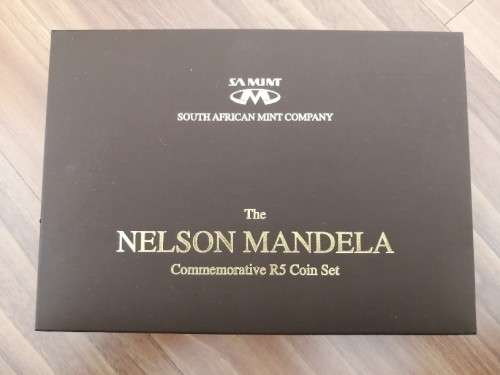 SA MINT
SOUTH AFRICAN MINT COMPANY
The
NELSON MANDELA
Commemorative R5 Coin Set